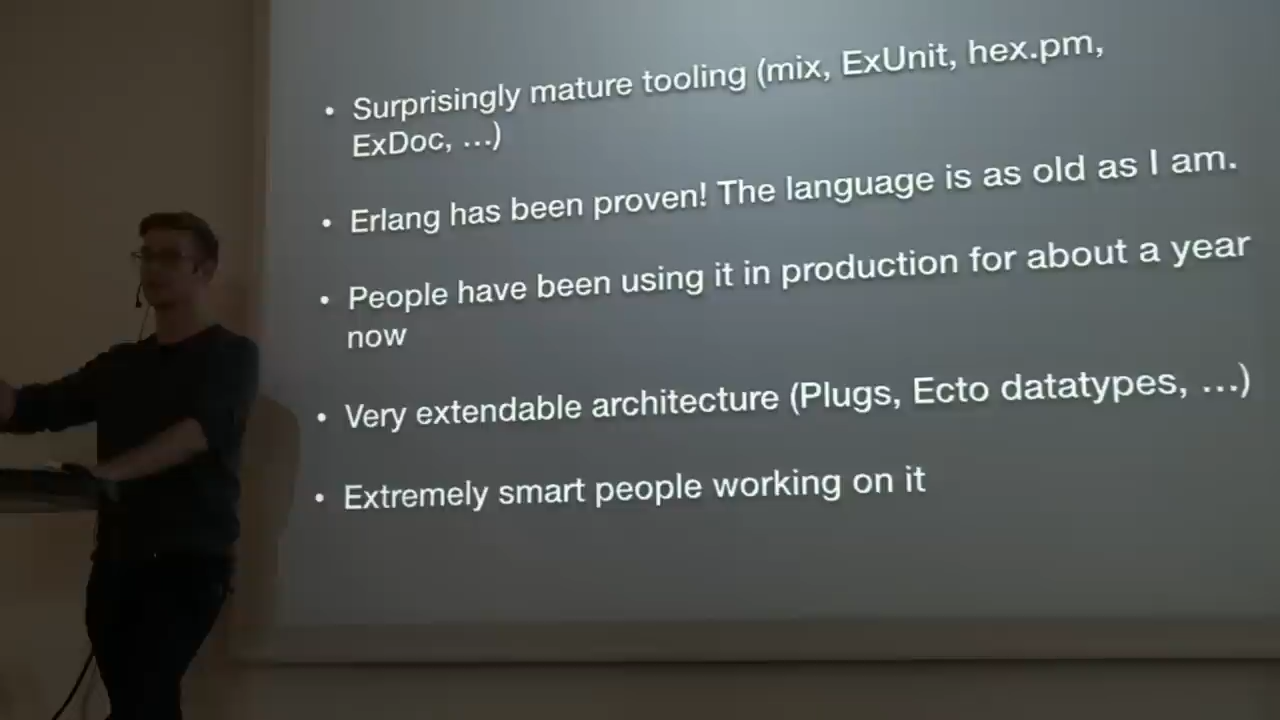 • Surprisingly mature tooling (mix, ExUnit, hex.pm,
ExDoc, ...)
• Erlang has been proven! The language is as old as I am.
• People have been using it in production for about a year
now
• Very extendable architecture (Plugs, Ecto datatypes, ...)
• Extremely smart people working on it